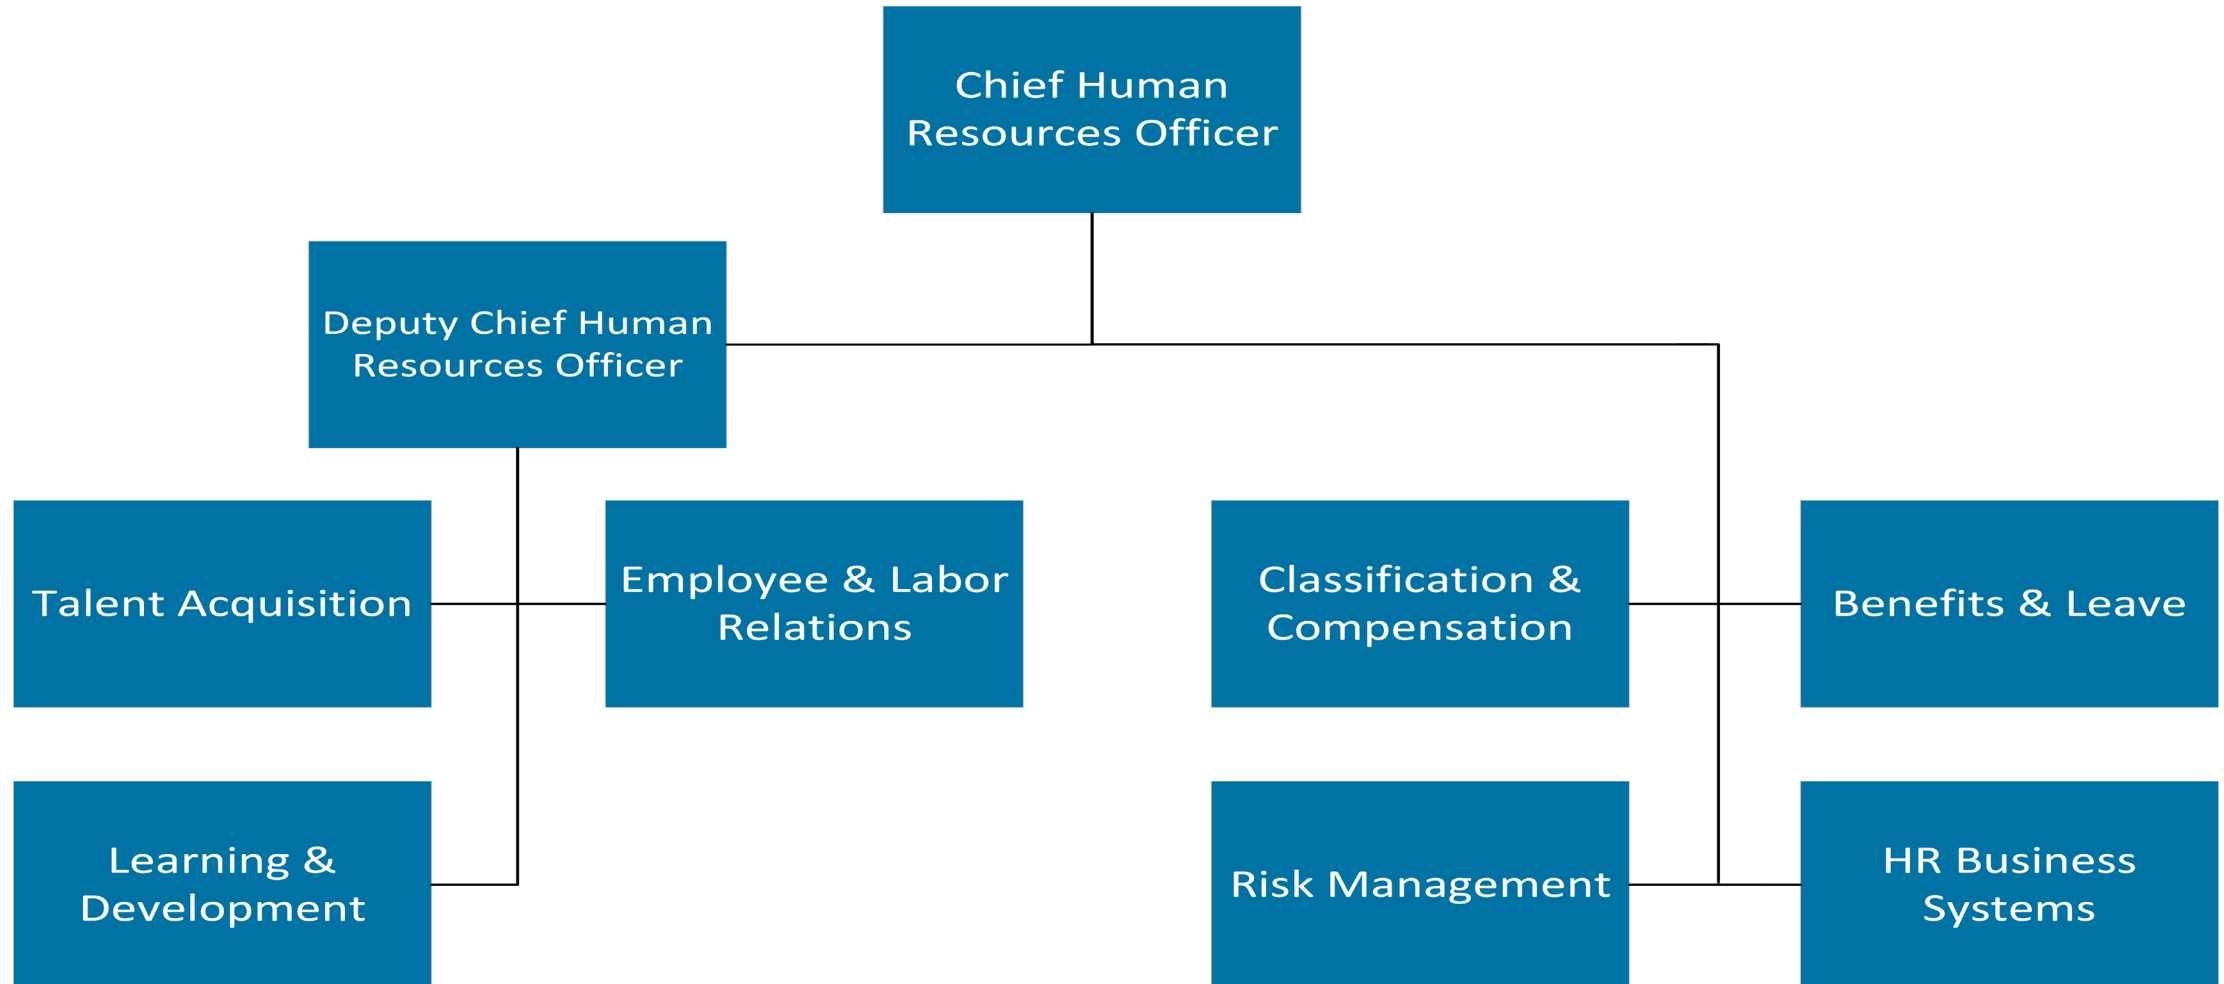 Chief Human
Resources Officer
Deputy Chief Human
Resources Officer
Talent Acquisition
Employee & Labor
Relations
Classification &
Compensation
Benefits & Leave
Learning &
Development
Risk Management
HR Business
Systems